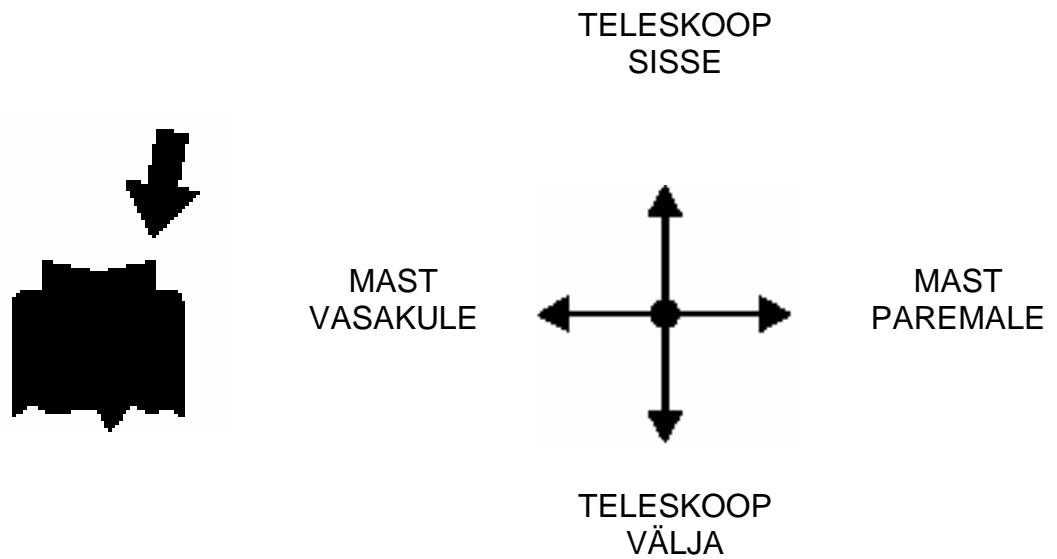 TELESKOOP
SISSE
MAST
VASAKULE
MAST
PAREMALE
TELESKOOP
VÄLJA